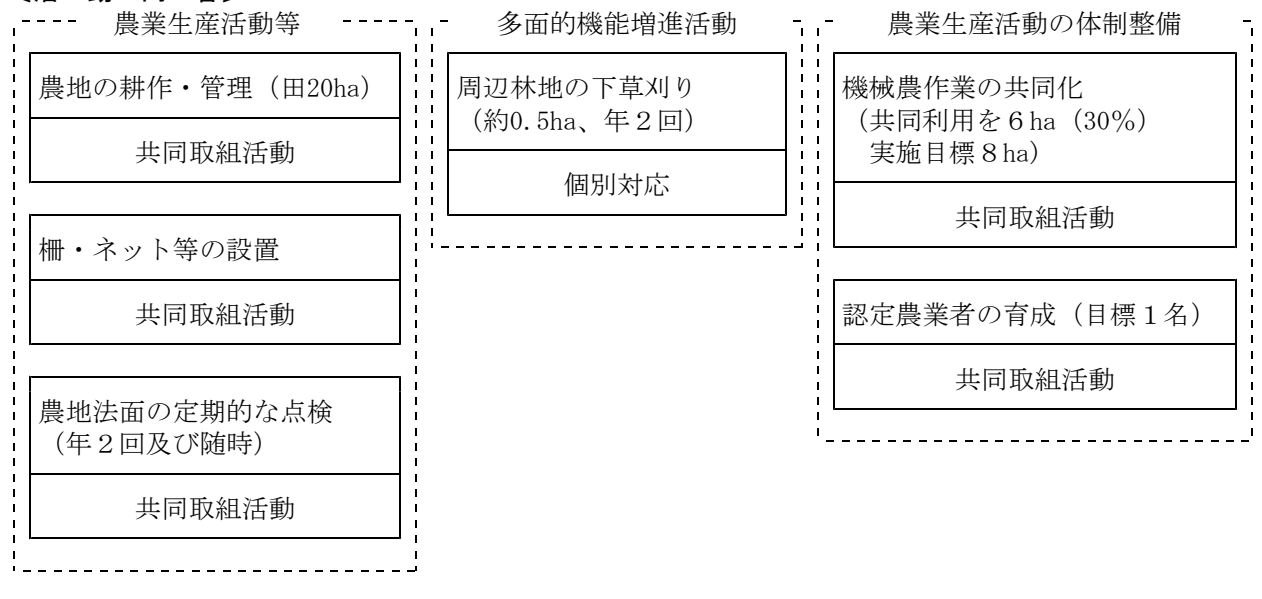 農業生産活動等
農地の耕作・管理（田20ha）
共同取組活動
柵・ネット等の設置
共同取組活動
農地法面の定期的な点検
（年２回及び随時）
共同取組活動
多面的機能増進活動
周辺林地の下草刈り
（約0.5ha、年２回）
個別対応
農業生産活動の体制整備
機械農作業の共同化
（共同利用を６ha（30％）
実施目標８ha）
共同取組活動
認定農業者の育成（目標１名）
共同取組活動